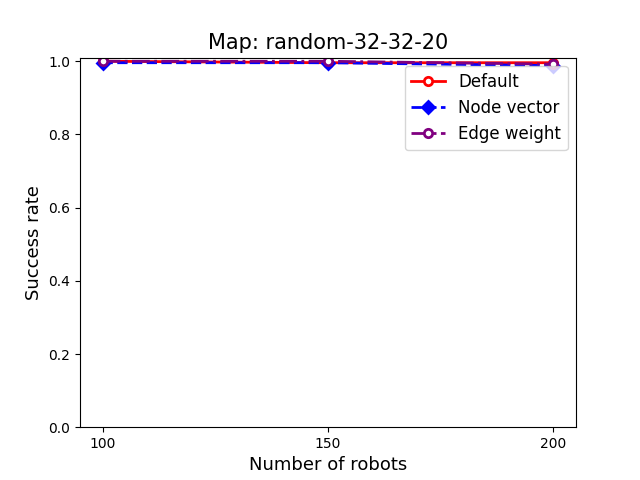 Map: random-32-32-20
Success rate
1.0
0.8
0.6
0.4
0.2
0.0
100
150
200
Number of robots
Default
Node vector
Edge weight